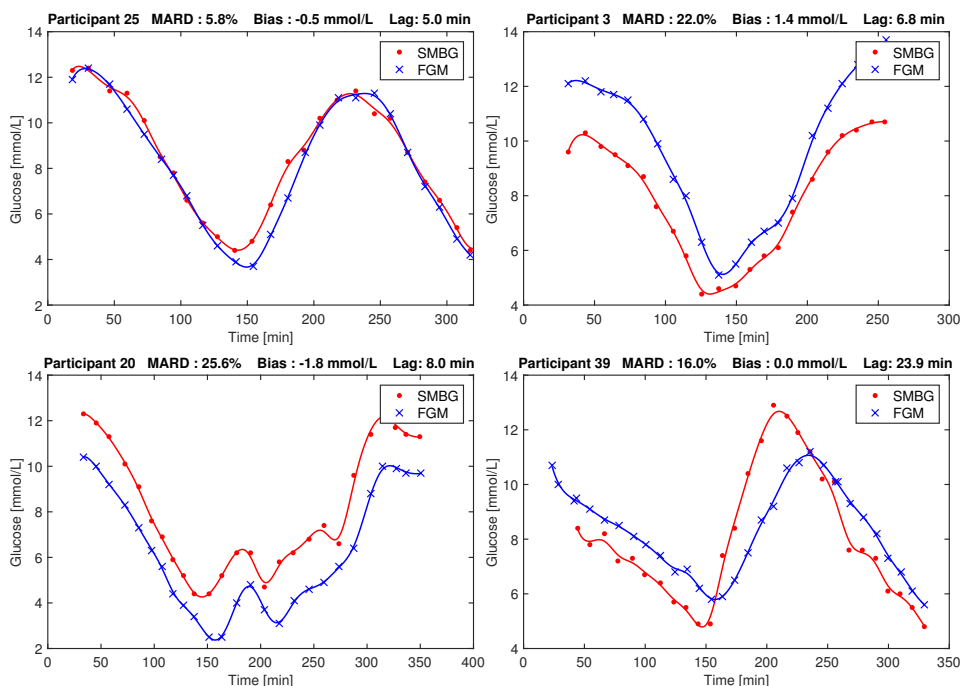 Participant 25 MARD : 5.8% Bias : -0.5 mmol/L Lag: 5.0 min
14
12
10
8
6
4
2
Glucose [mmol/L]
SMBG
FGM
0 50 100 150 200 250 300
Time [min]
Participant 3 MARD : 22.0% Bias : 1.4 mmol/L Lag: 6.8 min
14
12
10
8
6
4
Glucose [mmol/L]
SMBG
FGM
0 50 100 150 200 250 300
Time [min]
Participant 20 MARD : 25.6% Bias : -1.8 mmol/L Lag: 8.0 min
14
12
10
8
6
4
2
Glucose [mmol/L]
SMBG
FGM
0 50 100 150 200 250 300 350 400
Time [min]
Participant 39 MARD : 16.0% Bias : 0.0 mmol/L Lag: 23.9 min
14
12
10
8
6
4
Glucose [mmol/L]
SMBG
FGM
0 50 100 150 200 250 300 350
Time [min]